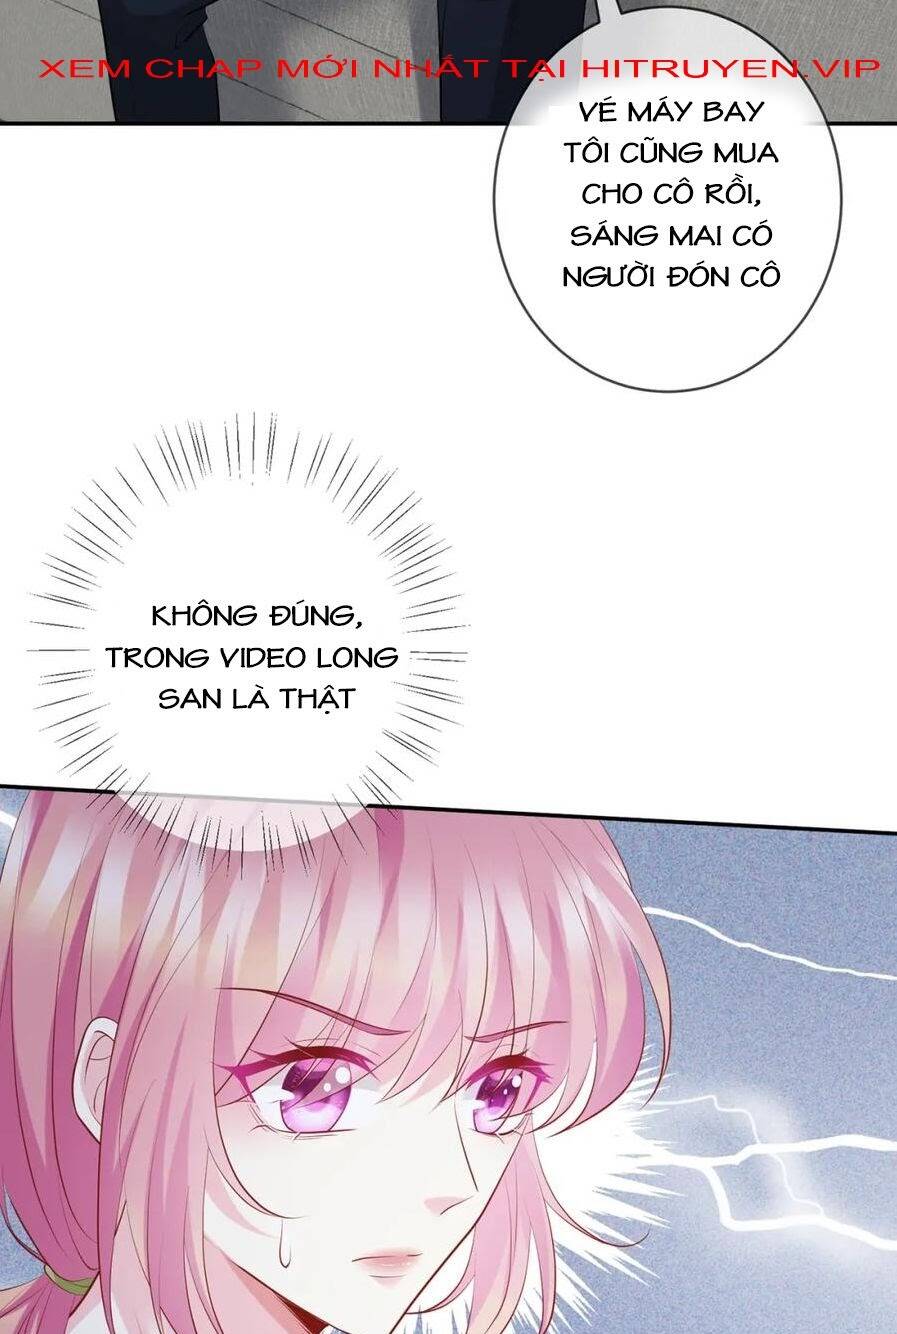 XEM CHAP MỚI NHẤT TẠI HITRUYEN.VIP
VÉ MÁY BAY
TÔI CŨNG MUA
CHO CÔ RỒI,
SÁNG MAI CÓ
NGƯỜI ĐÓN CÔ
KHÔNG ĐÚNG,
TRONG VIDEO LONG
SAN LÀ THẬT